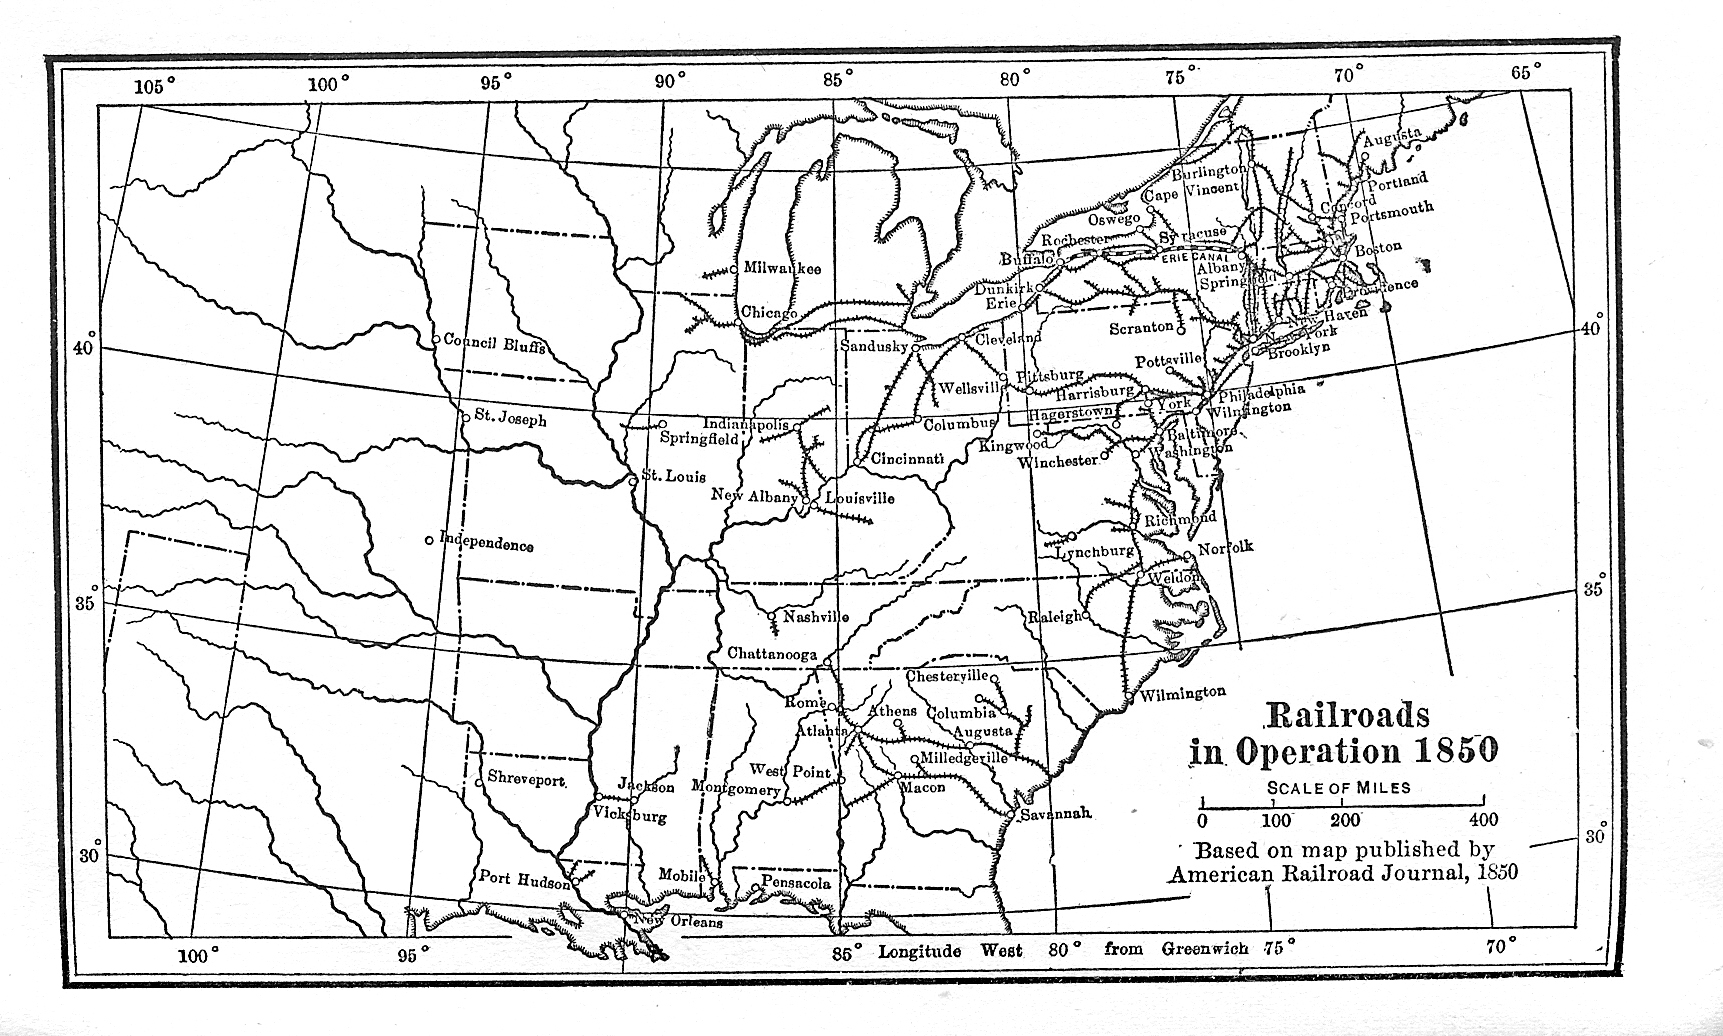 105° 100° 95° 90° 85° 80° 75° 70° 65°
Augusta
Burlington
Portland
Cape Vincent
Concord
Portsmouth
Oswego
Rochester
Syracuse
Boston
Buffalo
ERIE CANAL
Albany
Milwaukee
Springfield
Dunkirk
Providence
Erie
Chicago
New Haven
Scranton
40°
40°
New York
Council Bluffs
Sandusky
Cleveland
Brooklyn
Pottsville
Wellsville
Pittsburg
Harrisburg
Philadelphia
York
Wilmington
St. Joseph
Indianapolis
Columbus
Hagerstown
Springfield
Kingwood
Baltimore
Cincinnati
Winchester
Washington
St. Louis
New Albany
Louisville
Richmond
Independence
Lynchburg
Norfolk
Weldon
35°
35°
Nashville
Raleigh
Chattanooga
Chesterville
Wilmington
Rome
Athens
Columbia
Atlanta
Augusta
Railroads
in Operation 1850
Milledgeville
West Point
Shreveport.
Jackson
Montgomery
Macon
SCALE OF MILES
Vicksburg
Savannah
0 100 200 400
30°
30°
Based on map published by
American Railroad Journal, 1850
Port Hudson
Mobile
Pensacola
New Orleans
100° 95° 85° Longitude West 80° from Greenwich 75° 70°